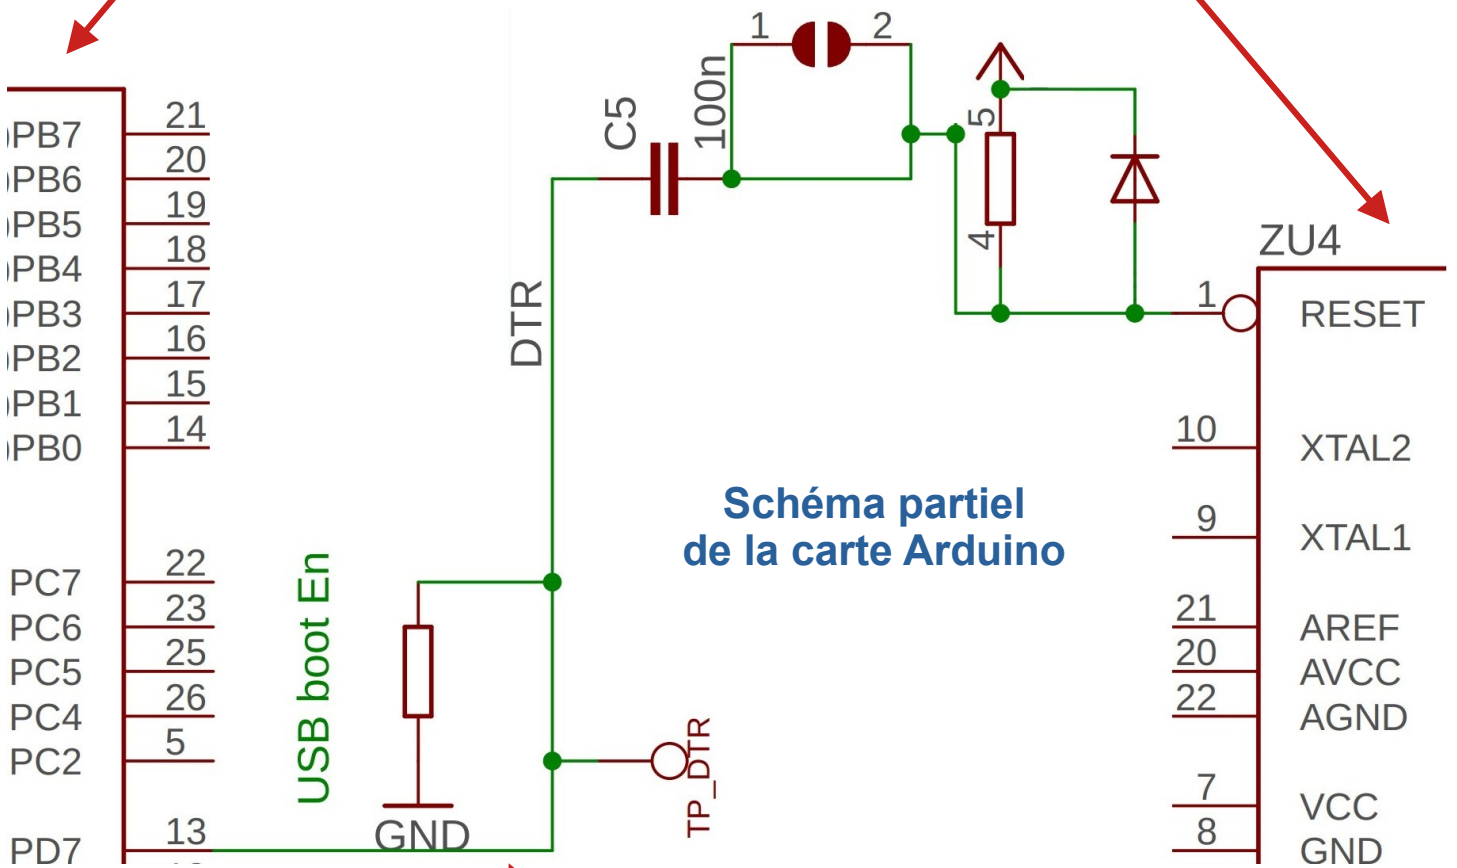 1
2
C5
100n
5
4
DTR
ZU4
1
RESET
10
XTAL2
9
XTAL1
21
AREF
20
AVCC
22
AGND
7
VCC
8
GND
Schéma partiel
de la carte Arduino
PB7 21
PB6 20
PB5 19
PB4 18
PB3 17
PB2 16
PB1 15
PB0 14
PC7 22
PC6 23
PC5 25
PC4 26
PC2 5
PD7 13
USB boot En
GND
TP_DTR